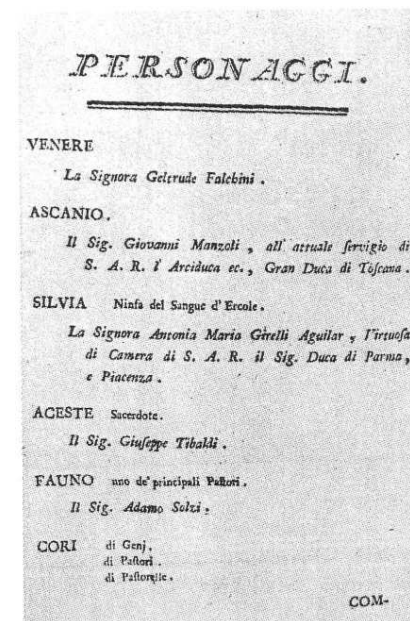 PERSONAGGI.
VENERE
La Signora Geltrude Falchini.
ASCANIO.
Il Sig. Giovanni Manzoli, all' attuale servigio di
S. A. R. l' Arciduca ec., Gran Duca di Toscana.
SILVIA Ninfa del Sangue d' Ercole.
La Signora Antonia Maria Girelli Aguilar, Virtuosa
di Camera di S. A. R. il Sig. Duca di Parma,
e Piacenza.
ACESTE Sacerdote.
Il Sig. Giuseppe Tibaldi.
FAUNO uno de' principali Pastori.
Il Sig. Adamo Solzi.
CORI di Genj.
di Pastori.
di Pastorelle.
COM-